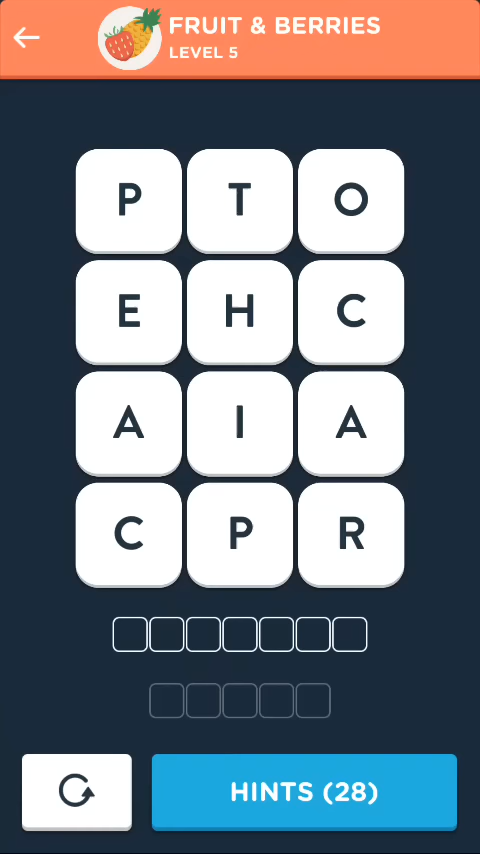 FRUIT & BERRIES
LEVEL 5
P T O
E H C
A I A
C P R
HINTS (28)